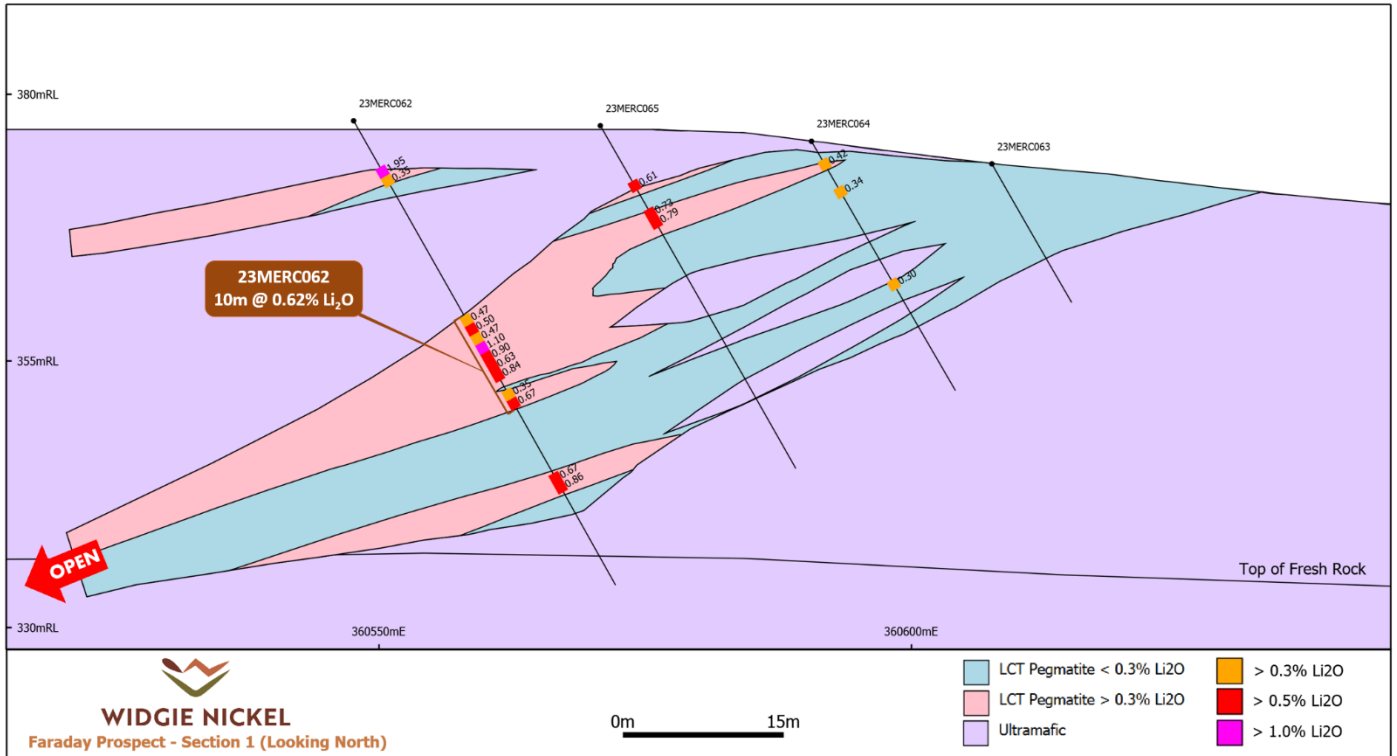 380mRL
23MERC062
23MERC065
23MERC064
23MERC063
1.95
0.35
0.61
0.73
0.79
0.42
0.34
0.30
23MERC062
10m @ 0.62% Li₂O
0.47
0.50
0.47
1.10
0.90
0.63
0.84
0.35
0.67
355mRL
0.67
0.86
OPEN
Top of Fresh Rock
330mRL
360550mE
360600mE
WIDGIE NICKEL
Faraday Prospect - Section 1 (Looking North)
0m
15m
LCT Pegmatite < 0.3% Li2O
LCT Pegmatite > 0.3% Li2O
Ultramafic
> 0.3% Li2O
> 0.5% Li2O
> 1.0% Li2O